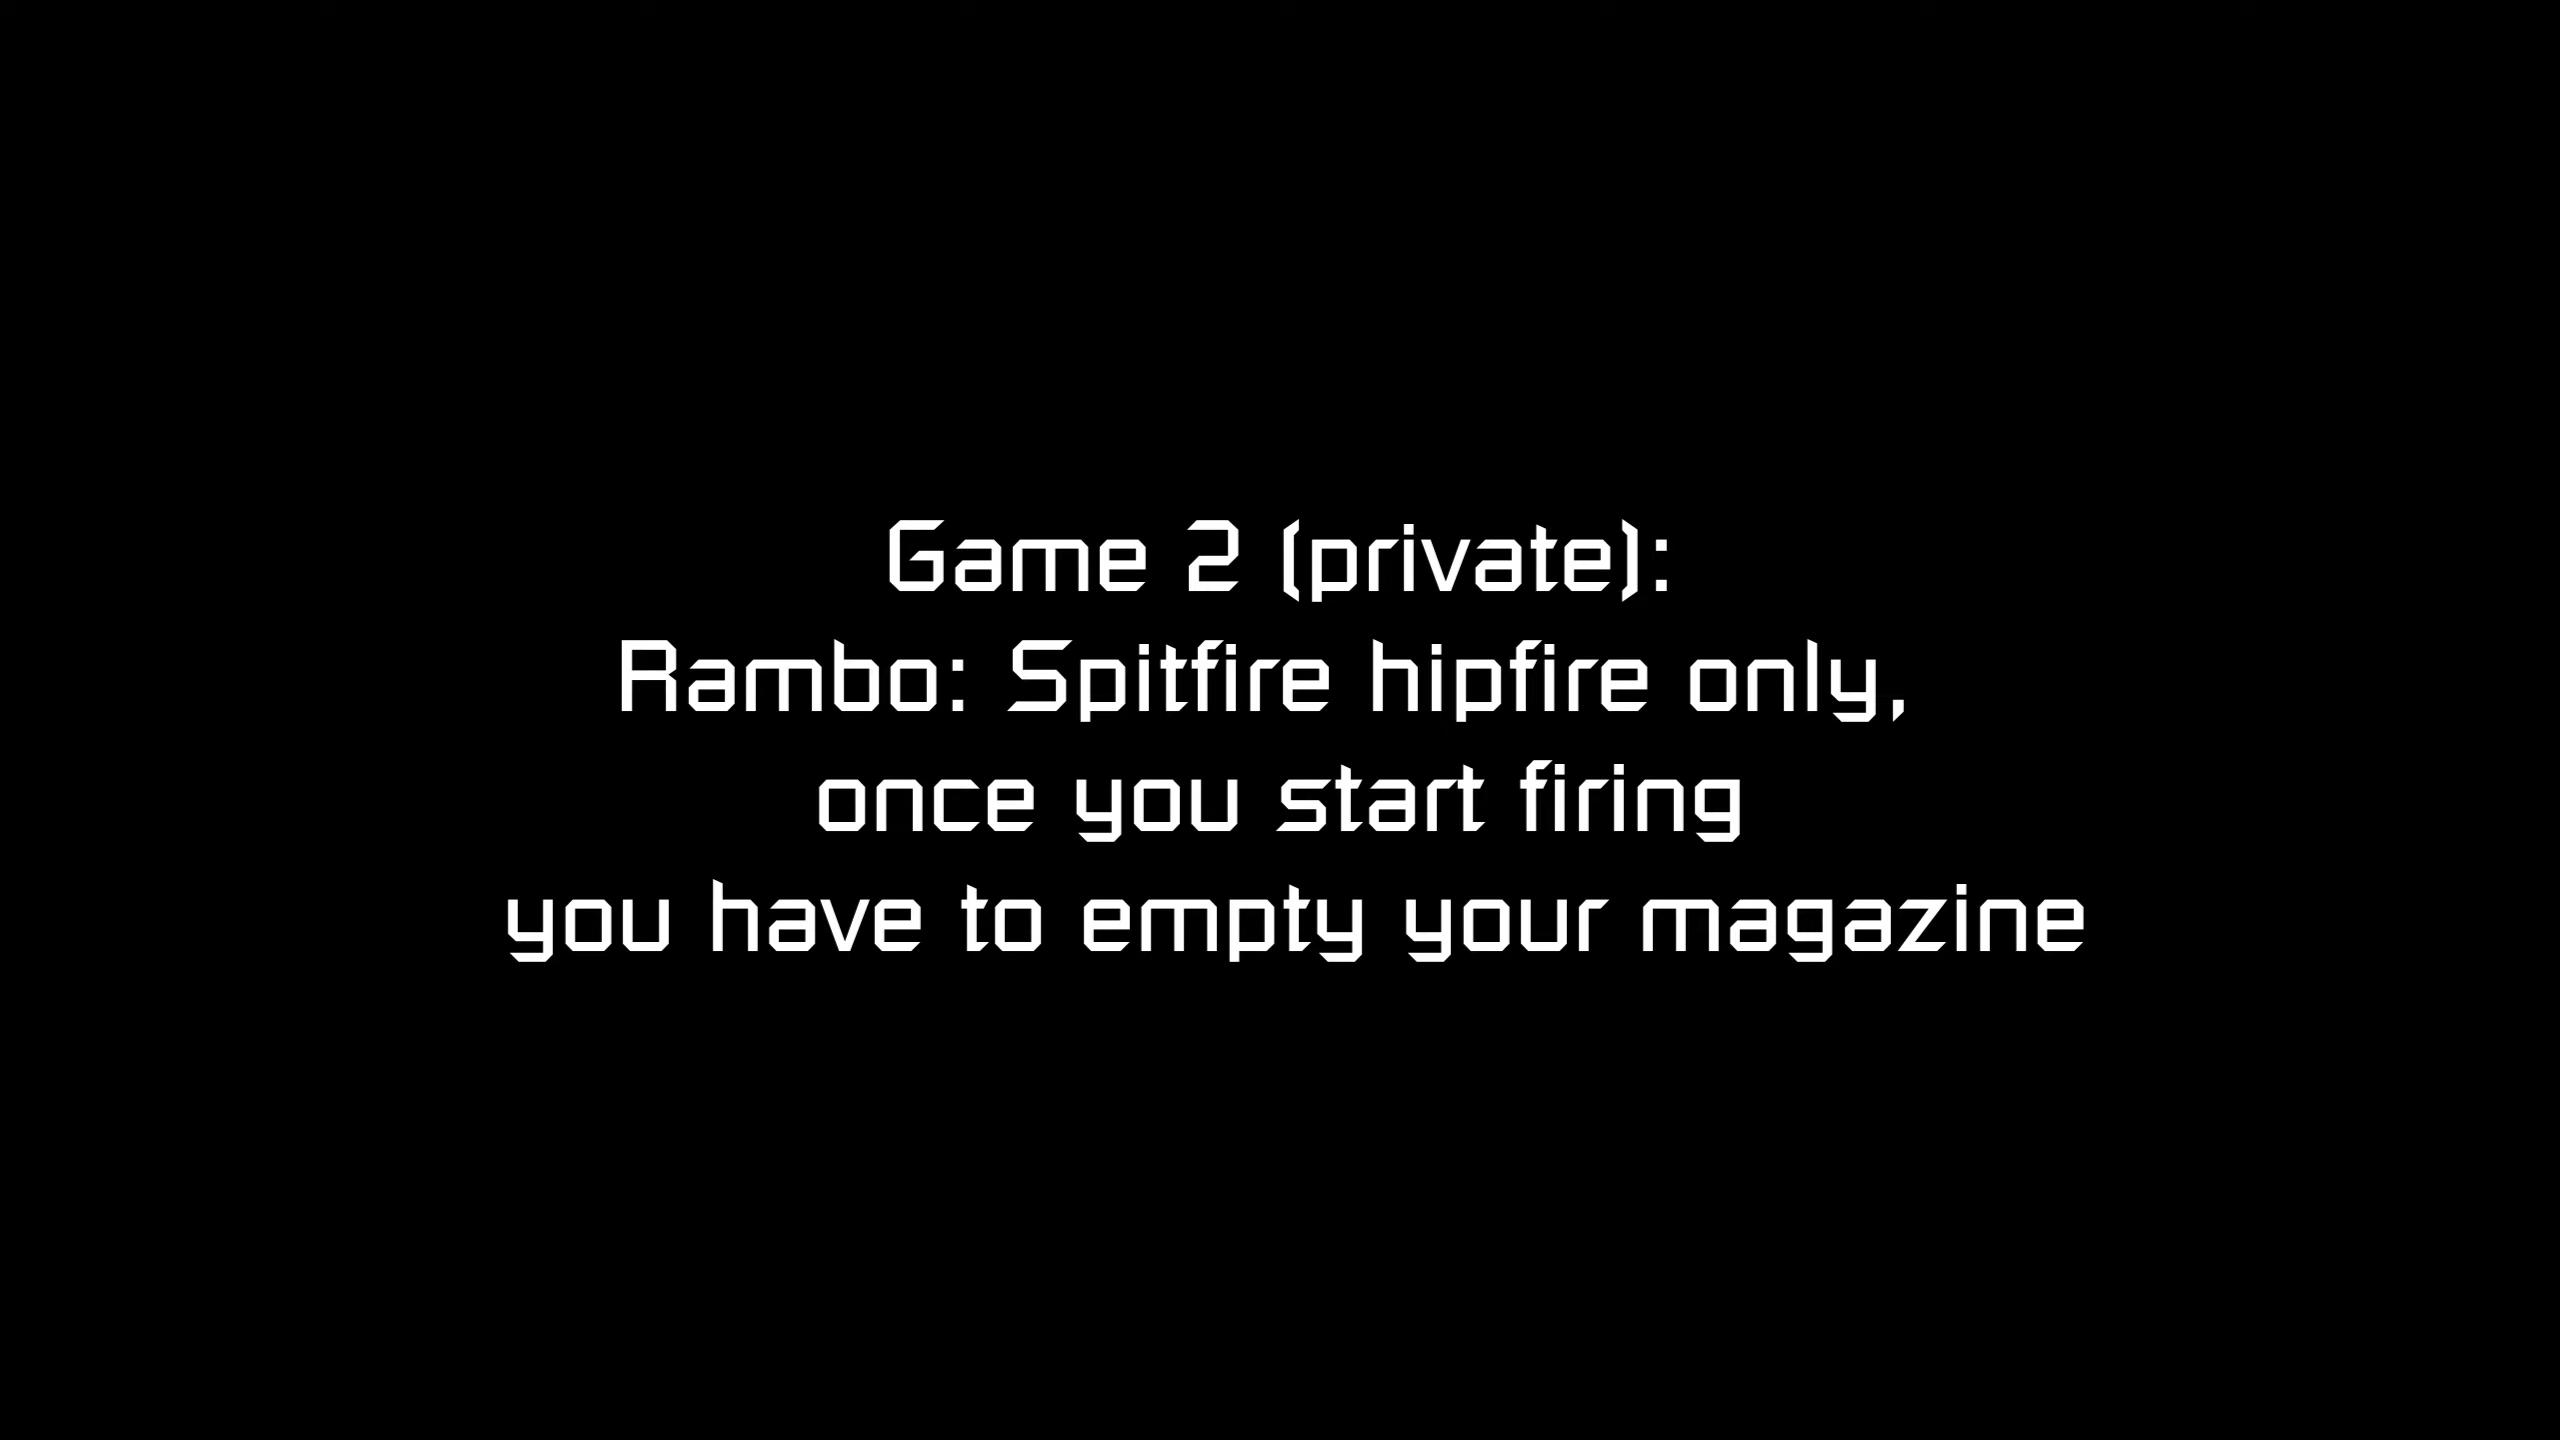 Game 2 (private):
Rambo: Spitfire hipfire only,
once you start firing
you have to empty your magazine